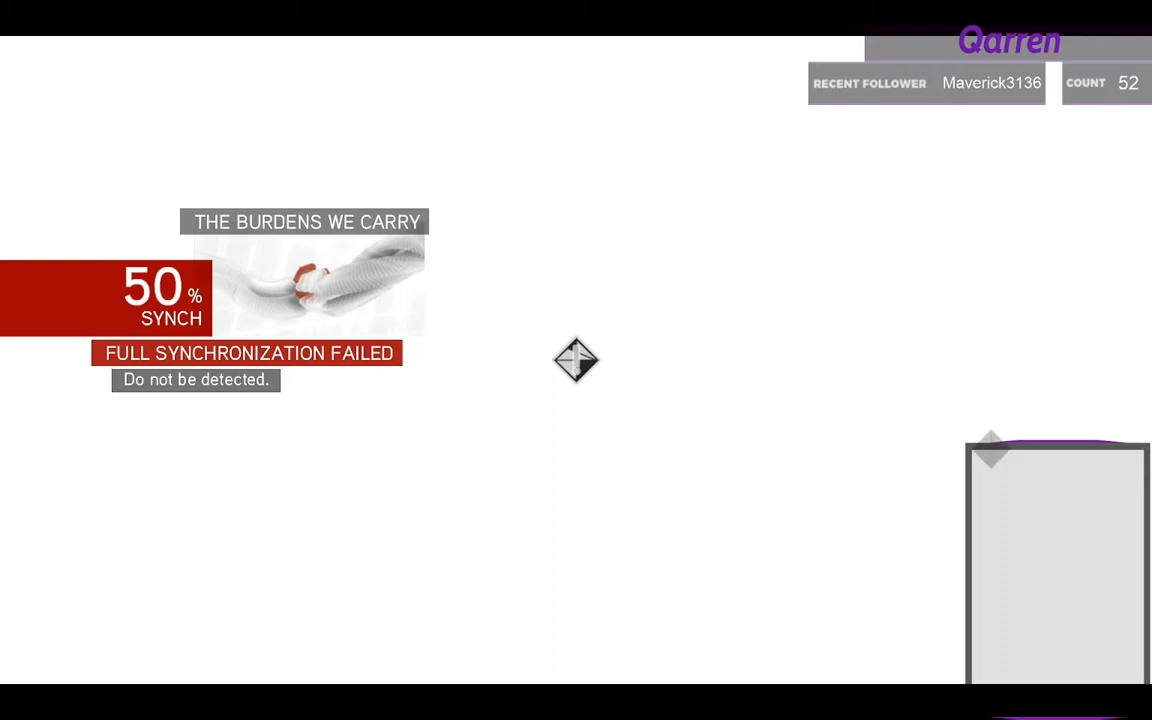 Qarren
RECENT FOLLOWER Maverick3136 COUNT 52
THE BURDENS WE CARRY
50 %
SYNCH
FULL SYNCHRONIZATION FAILED
Do not be detected.